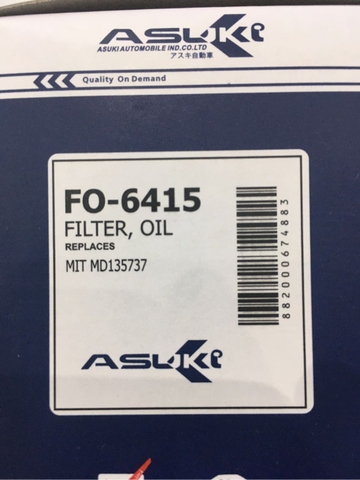 ASUKi
ASUKI AUTOMOBILE IND.CO.LTD
アスキ自動車
Quality On Demand
FO-6415
FILTER, OIL
REPLACES
MIT MD135737
882000674883
ASUKi